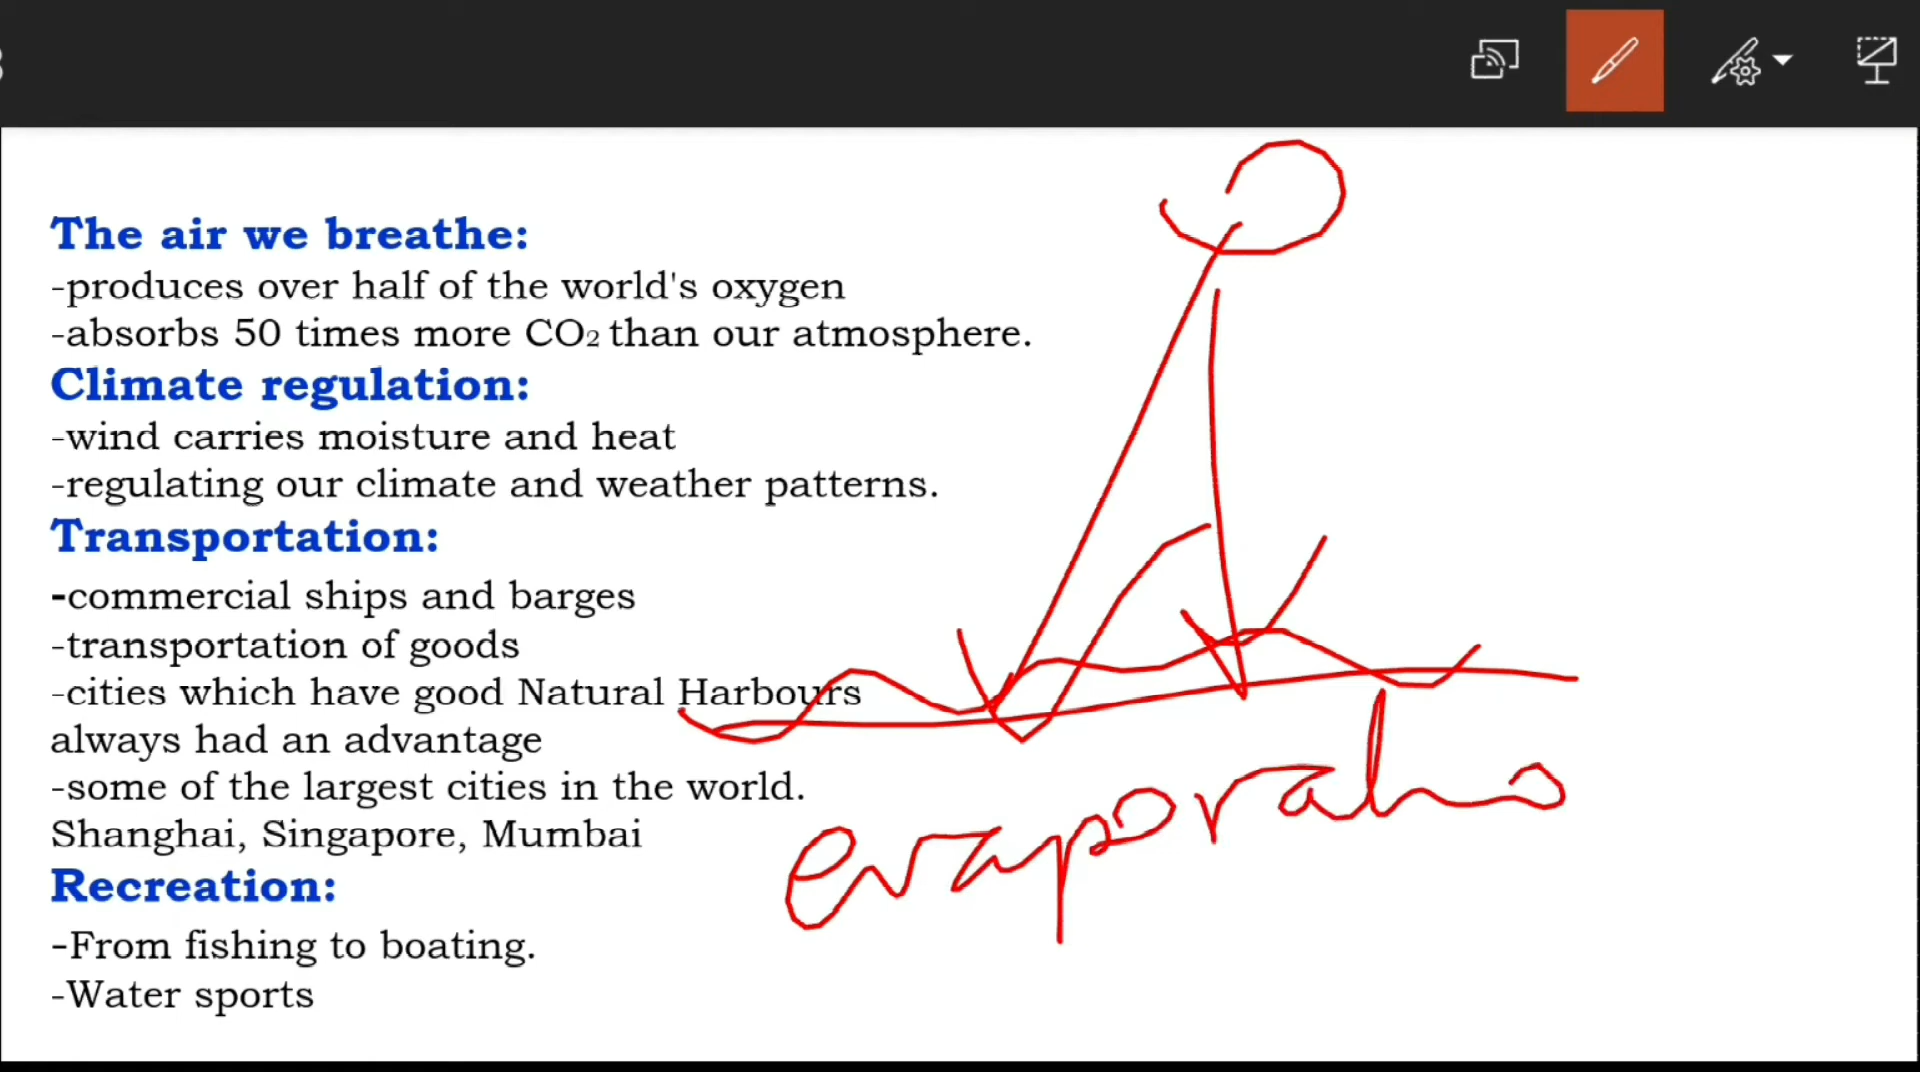 The air we breathe:
-produces over half of the world's oxygen
-absorbs 50 times more CO₂ than our atmosphere.
Climate regulation:
-wind carries moisture and heat
-regulating our climate and weather patterns.
Transportation:
-commercial ships and barges
-transportation of goods
-cities which have good Natural Harbours
always had an advantage
-some of the largest cities in the world.
Shanghai, Singapore, Mumbai
evaporatio
Recreation:
-From fishing to boating.
-Water sports